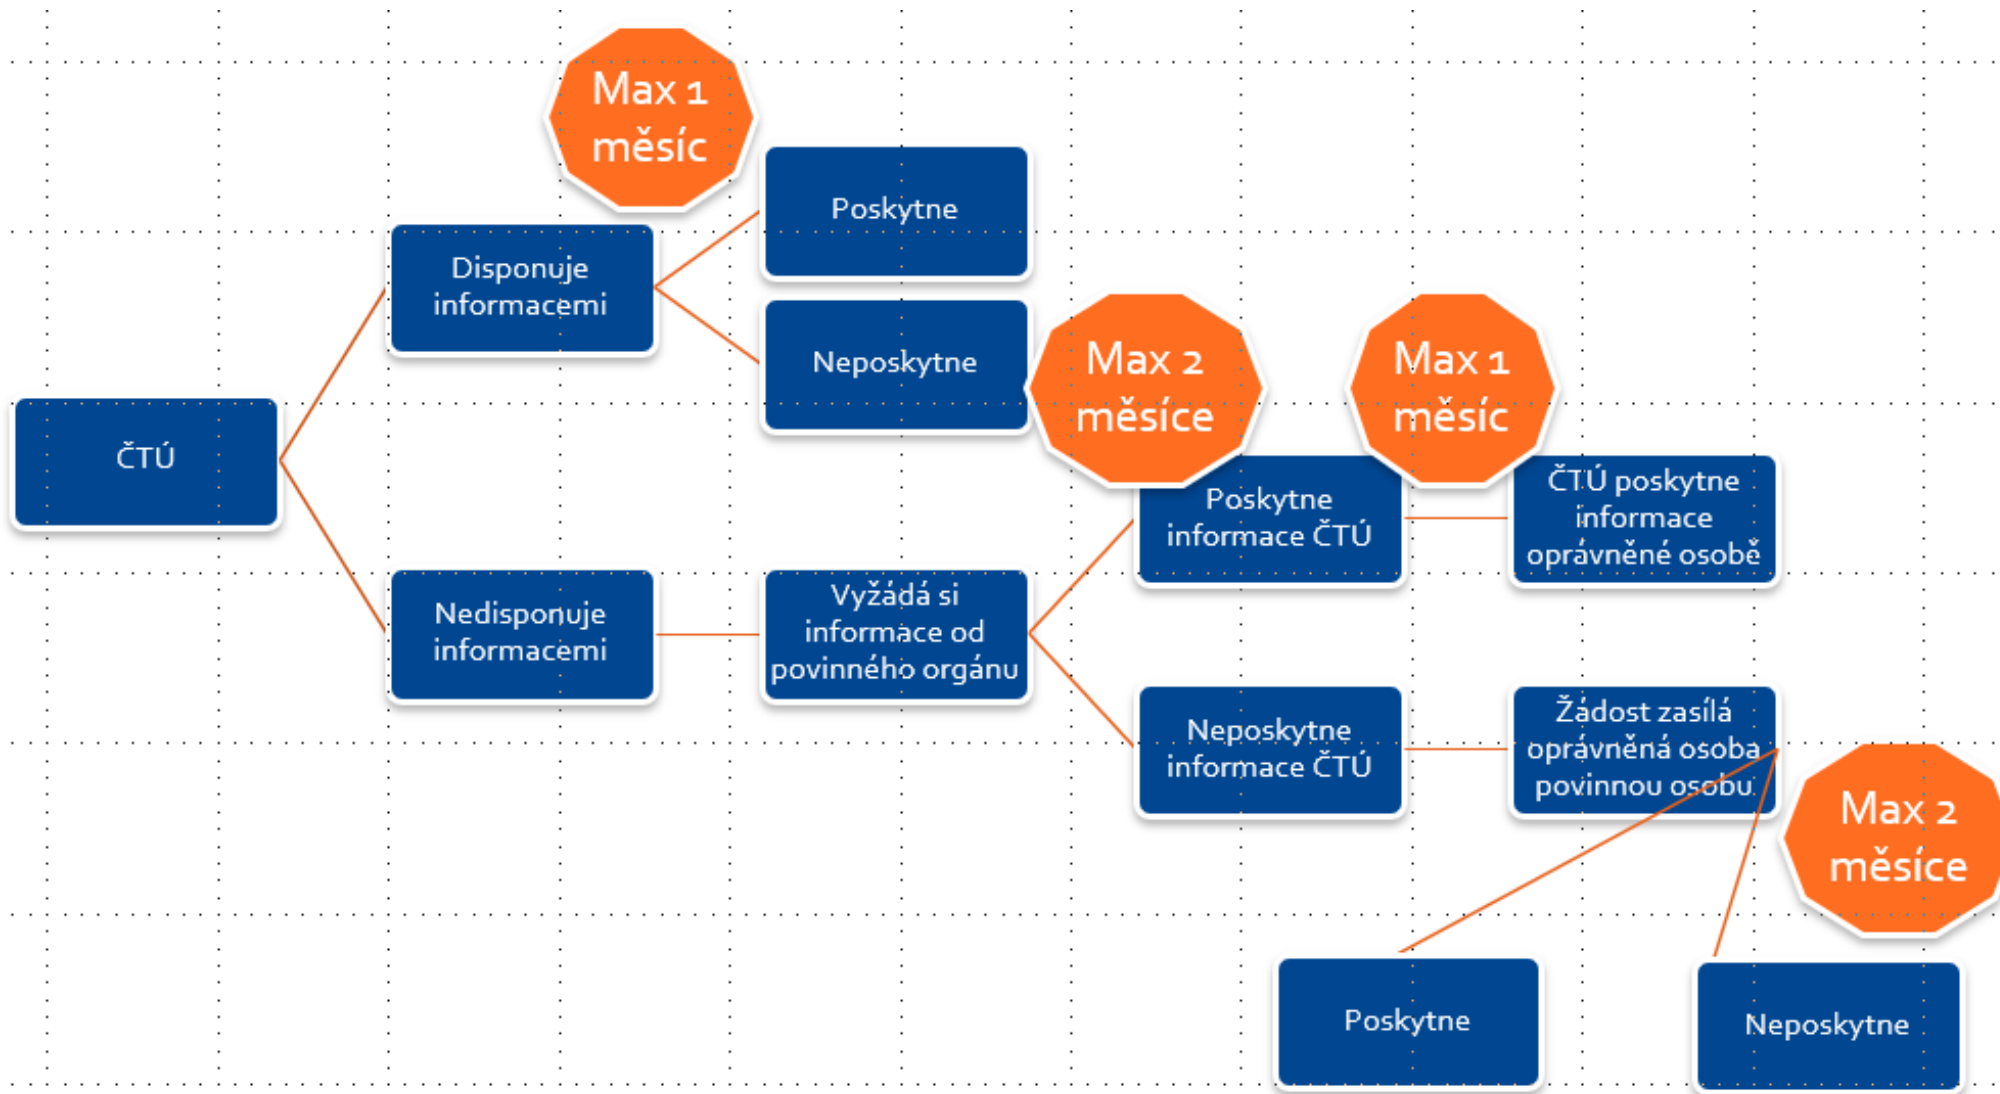 Max 1
měsíc
Poskytne
Disponuje
informacemi
Neposkytne
Max 2
měsíce
Max 1
měsíc
ČTÚ
Poskytne
informace ČTÚ
ČTÚ poskytne
informace
oprávněné osobě
Nedisponuje
informacemi
Vyžádá si
informace od
povinného orgánu
Neposkytne
informace ČTÚ
Žádost zasílá
oprávněná osoba
povinnou osobu
Max 2
měsíce
Poskytne
Neposkytne